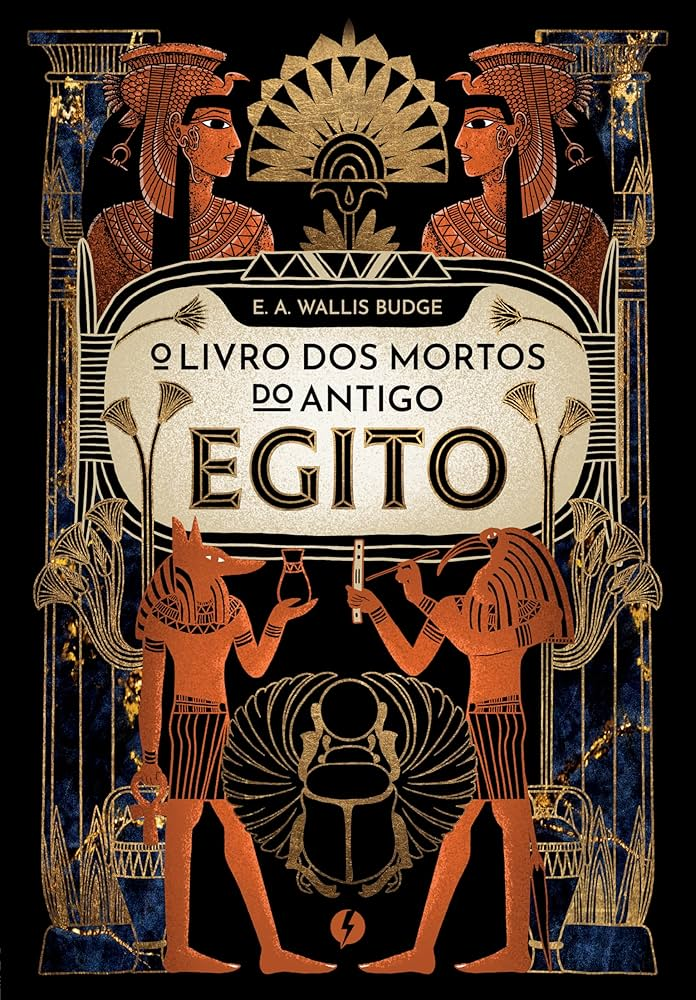 E. A. WALLIS BUDGE
O LIVRO DOS MORTOS
DO ANTIGO
EGITO